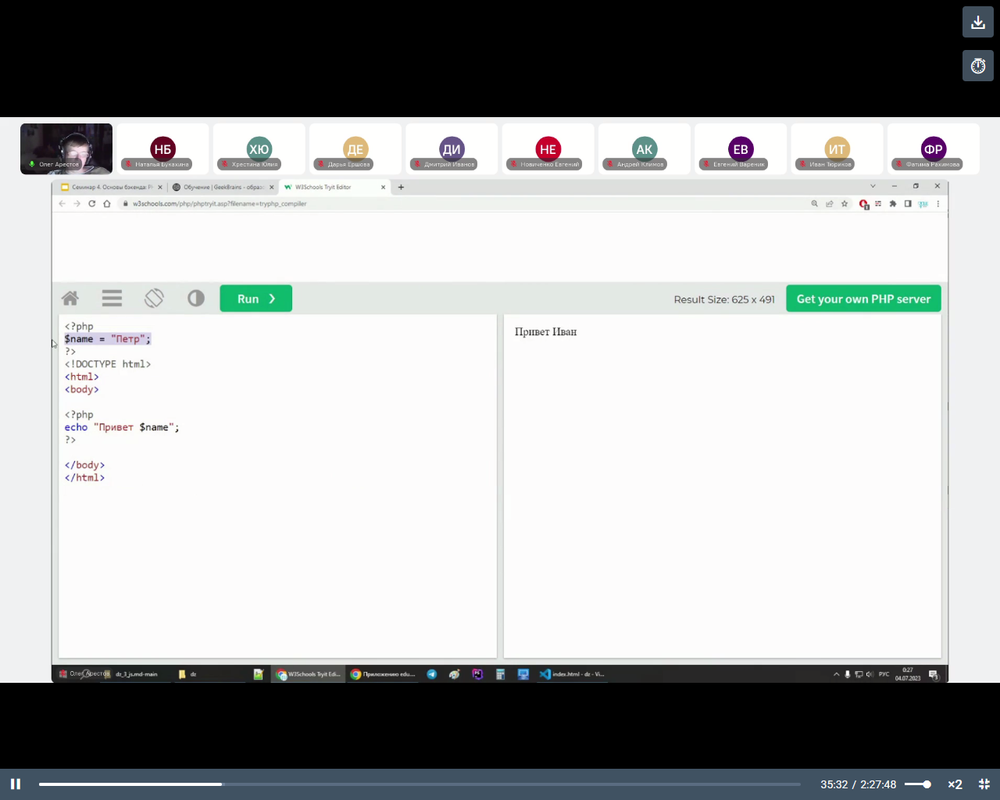 НБ
ХЮ
ДЕ
ДИ
НЕ
АК
ЕВ
ИТ
ФР
Олег Арестов
Наталья Букахина
Христина Юлия
Дарья Ершова
Дмитрий Иванов
Новиченко Евгений
Андрей Климов
Евгений Вареник
Иван Тюриков
Фатима Рахимова
Семинар 4. Основы бэкенда: PH
Обучение | GeekBrains - образо
W3Schools Tryit Editor
w3schools.com/php/phptryit.asp?filename=tryphp_compiler
Run
Result Size: 625 x 491
Get your own PHP server
<?php
$name = "Петр";
?>
<!DOCTYPE html>
<html>
<body>
<?php
echo "Привет $name";
?>
</body>
</html>
Привет Иван
Олег Арестов
dz_3_js.md-main
dz
W3Schools Tryit Edi...
Приложению edu...
index.html - dz - Vi...
РУС
0:27
04.07.2023
35:32 / 2:27:48
×2